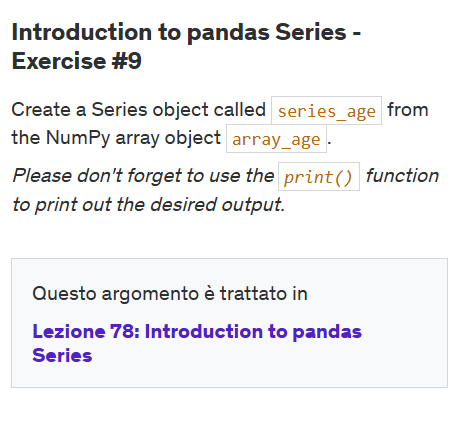 Introduction to pandas Series -
Exercise #9
Create a Series object called series_age from
the NumPy array object array_age.
Please don't forget to use the print() function
to print out the desired output.
Questo argomento è trattato in
Lezione 78: Introduction to pandas
Series